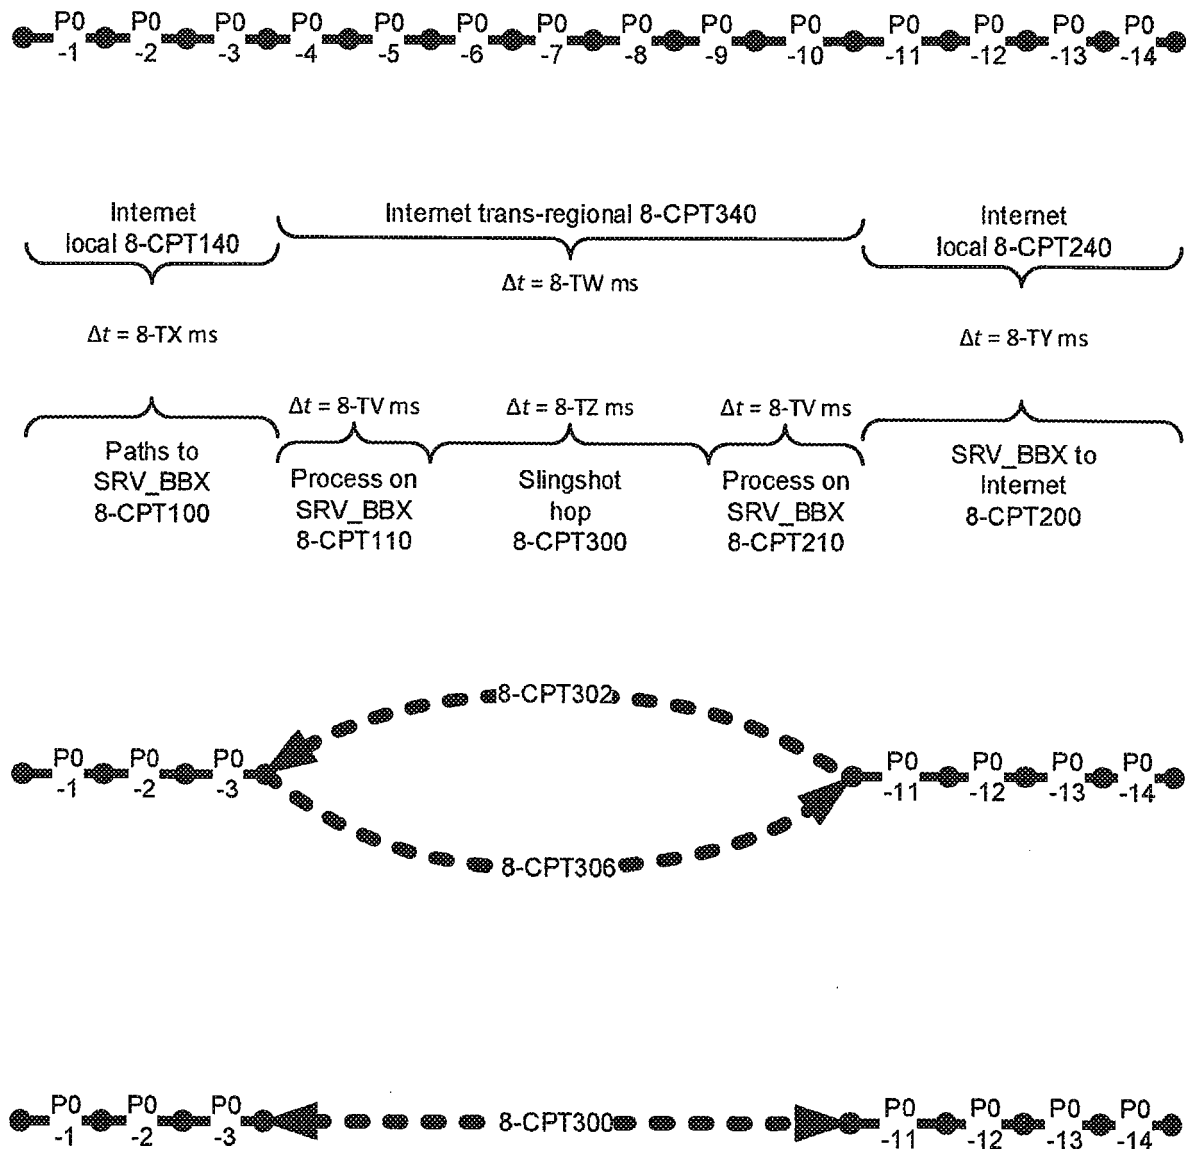 P0 P0 P0 P0 P0 P0 P0 P0 P0 P0 P0 P0 P0 P0
-1 -2 -3 -4 -5 -6 -7 -8 -9 -10 -11 -12 -13 -14
Internet
local 8-CPT140
Internet trans-regional 8-CPT340
Internet
local 8-CPT240
Δt = 8-TW ms
Δt = 8-TX ms
Δt = 8-TY ms
Δt = 8-TV ms
Δt = 8-TZ ms
Δt = 8-TV ms
Paths to
SRV_BBX
8-CPT100
Process on
SRV_BBX
8-CPT110
Slingshot
hop
8-CPT300
Process on
SRV_BBX
8-CPT210
SRV_BBX to
Internet
8-CPT200
8-CPT302
P0 P0 P0 P0 P0 P0 P0
-1 -2 -3 -11 -12 -13 -14
8-CPT306
P0 P0 P0 8-CPT300 P0 P0 P0 P0
-1 -2 -3 -11 -12 -13 -14